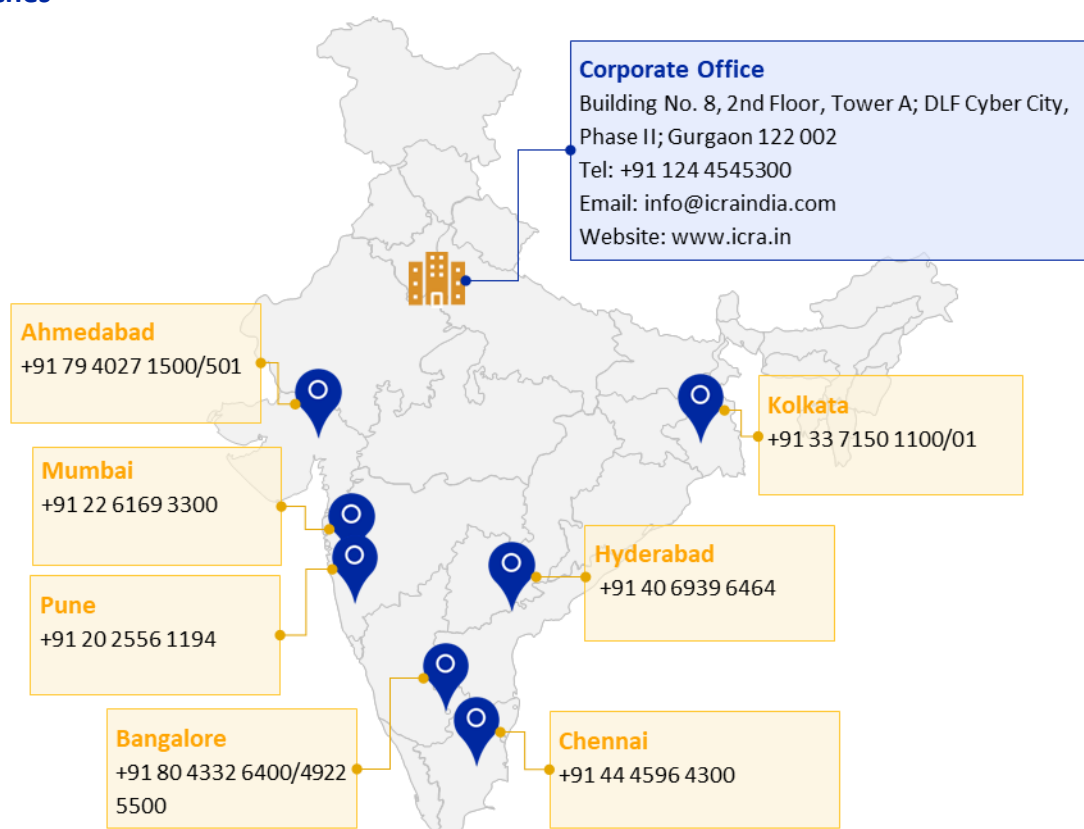 Corporate Office
Building No. 8, 2nd Floor, Tower A; DLF Cyber City,
Phase II; Gurgaon 122 002
Tel: +91 124 4545300
Email: info@icraindia.com
Website: www.icra.in
Ahmedabad
+91 79 4027 1500/501
Kolkata
+91 33 7150 1100/01
Mumbai
+91 22 6169 3300
Hyderabad
+91 40 6939 6464
Pune
+91 20 2556 1194
Bangalore
+91 80 4332 6400/4922
5500
Chennai
+91 44 4596 4300